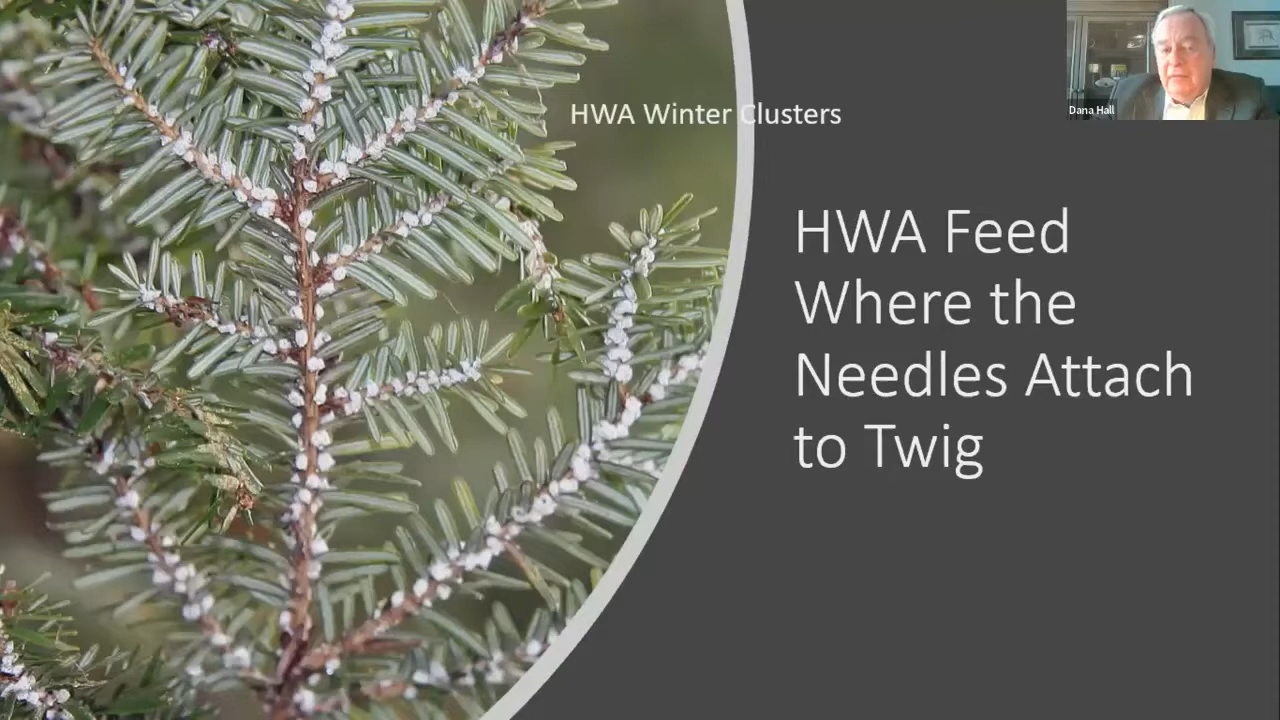 HWA Winter Clusters
Dana Hall
HWA Feed
Where the
Needles Attach
to Twig